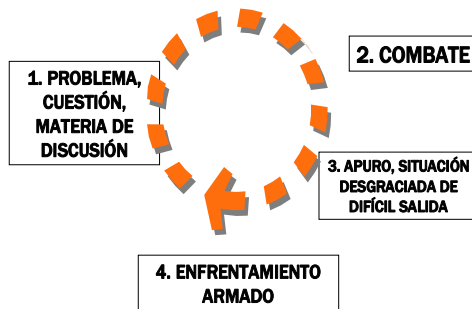 1. PROBLEMA,
CUESTIÓN,
MATERIA DE
DISCUSIÓN
2. COMBATE
3. APURO, SITUACIÓN
DESGRACIADA DE
DIFÍCIL SALIDA
4. ENFRENTAMIENTO
ARMADO